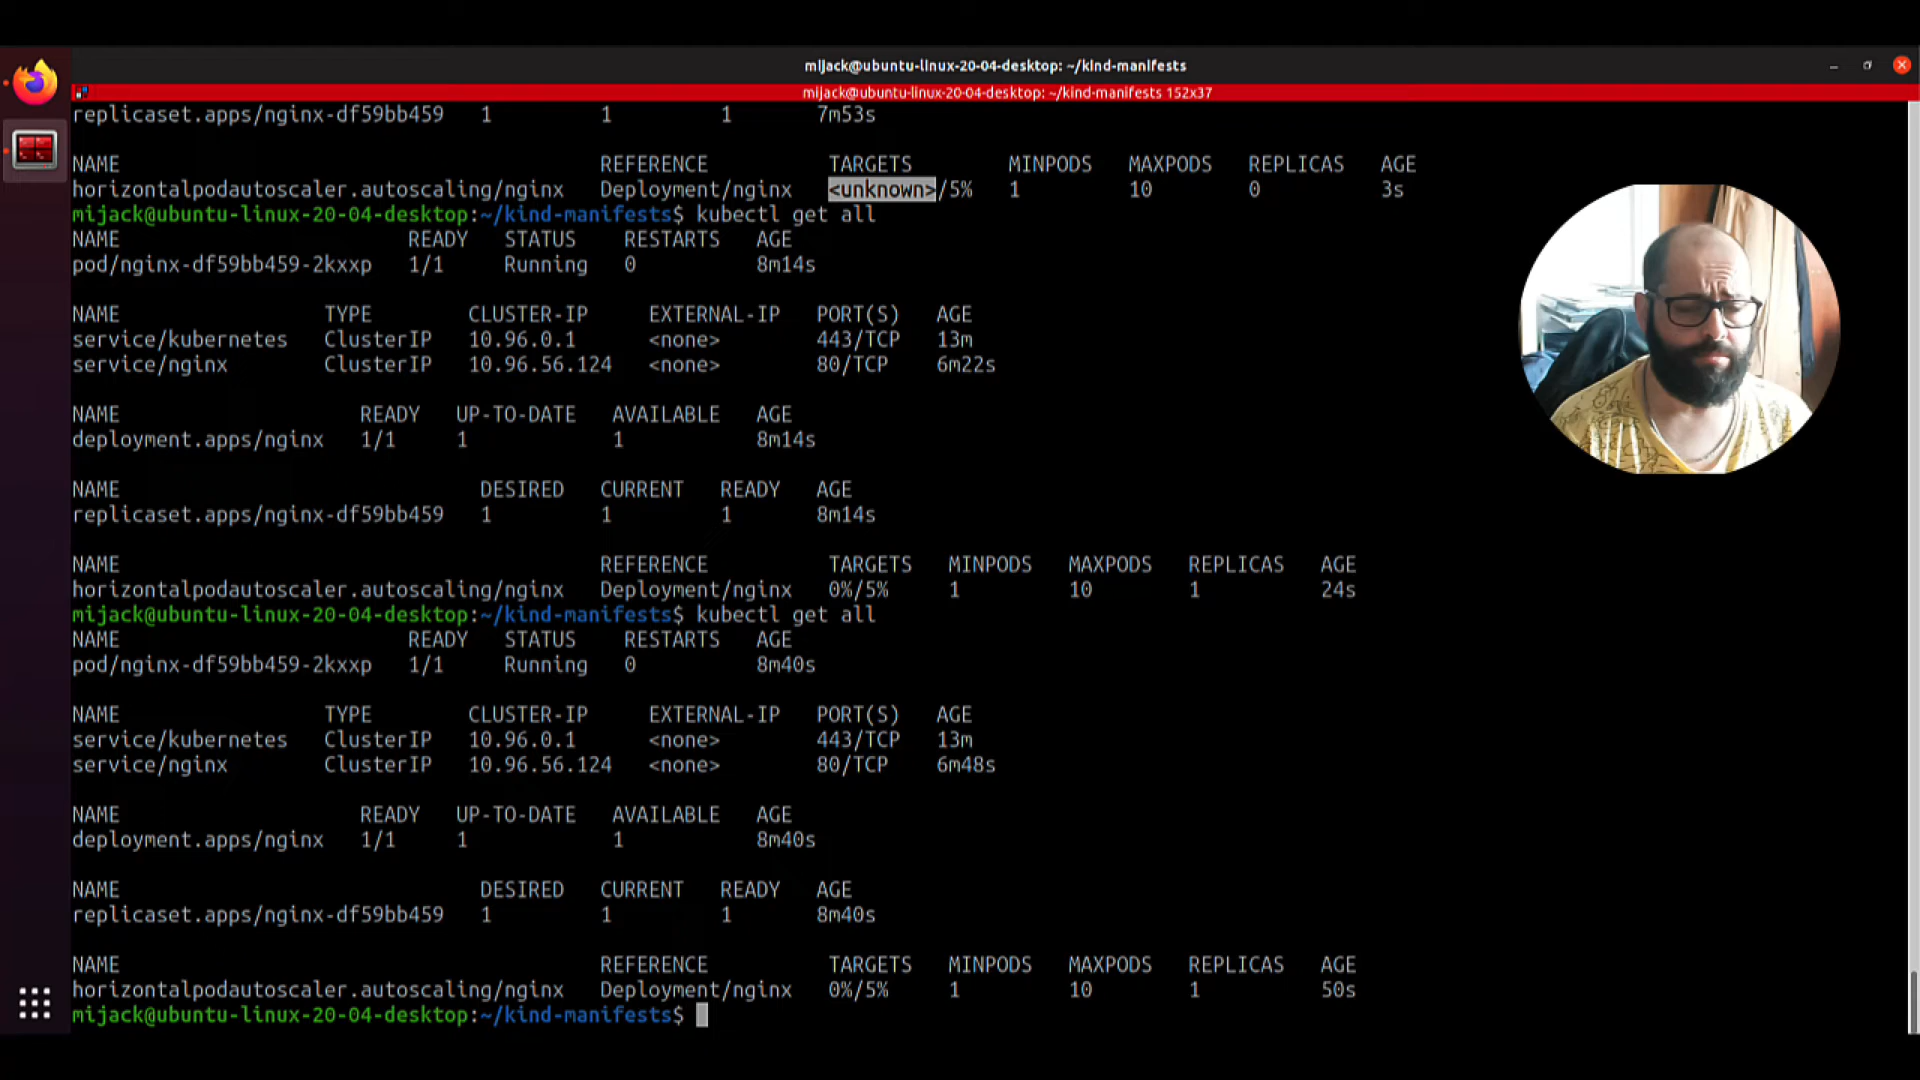 mijack@ubuntu-linux-20-04-desktop: ~/kind-manifests
mijack@ubuntu-linux-20-04-desktop: ~/kind-manifests 152x37
replicaset.apps/nginx-df59bb459 1 1 1 7m53s
NAME REFERENCE TARGETS MINPODS MAXPODS REPLICAS AGE
horizontalpodautoscaler.autoscaling/nginx Deployment/nginx <unknown>/5% 1 10 0 3s
mijack@ubuntu-linux-20-04-desktop:~/kind-manifests$ kubectl get all
NAME READY STATUS RESTARTS AGE
pod/nginx-df59bb459-2kxxp 1/1 Running 0 8m14s
NAME TYPE CLUSTER-IP EXTERNAL-IP PORT(S) AGE
service/kubernetes ClusterIP 10.96.0.1 <none> 443/TCP 13m
service/nginx ClusterIP 10.96.56.124 <none> 80/TCP 6m22s
NAME READY UP-TO-DATE AVAILABLE AGE
deployment.apps/nginx 1/1 1 1 8m14s
NAME DESIRED CURRENT READY AGE
replicaset.apps/nginx-df59bb459 1 1 1 8m14s
NAME REFERENCE TARGETS MINPODS MAXPODS REPLICAS AGE
horizontalpodautoscaler.autoscaling/nginx Deployment/nginx 0%/5% 1 10 1 24s
mijack@ubuntu-linux-20-04-desktop:~/kind-manifests$ kubectl get all
NAME READY STATUS RESTARTS AGE
pod/nginx-df59bb459-2kxxp 1/1 Running 0 8m40s
NAME TYPE CLUSTER-IP EXTERNAL-IP PORT(S) AGE
service/kubernetes ClusterIP 10.96.0.1 <none> 443/TCP 13m
service/nginx ClusterIP 10.96.56.124 <none> 80/TCP 6m48s
NAME READY UP-TO-DATE AVAILABLE AGE
deployment.apps/nginx 1/1 1 1 8m40s
NAME DESIRED CURRENT READY AGE
replicaset.apps/nginx-df59bb459 1 1 1 8m40s
NAME REFERENCE TARGETS MINPODS MAXPODS REPLICAS AGE
horizontalpodautoscaler.autoscaling/nginx Deployment/nginx 0%/5% 1 10 1 50s
mijack@ubuntu-linux-20-04-desktop:~/kind-manifests$